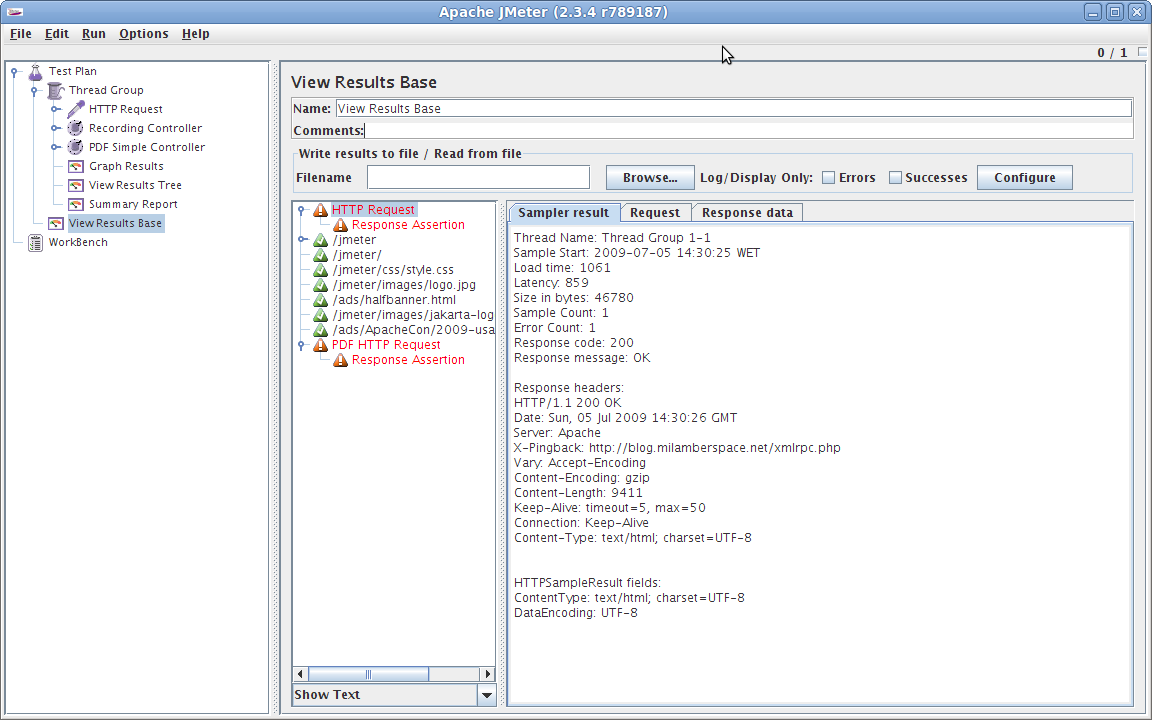 Apache JMeter (2.3.4 r789187)
File Edit Run Options Help
0 / 1
Test Plan
Thread Group
HTTP Request
Recording Controller
PDF Simple Controller
Graph Results
View Results Tree
Summary Report
View Results Base
WorkBench
View Results Base
Name: View Results Base
Comments:
Write results to file / Read from file
Filename Browse... Log/Display Only: Errors Successes Configure
HTTP Request
Response Assertion
/jmeter
/jmeter/
/jmeter/css/style.css
/jmeter/images/logo.jpg
/ads/halfbanner.html
/jmeter/images/jakarta-log
/ads/ApacheCon/2009-usa
PDF HTTP Request
Response Assertion
Show Text
Sampler result Request Response data
Thread Name: Thread Group 1-1
Sample Start: 2009-07-05 14:30:25 WET
Load time: 1061
Latency: 859
Size in bytes: 46780
Sample Count: 1
Error Count: 1
Response code: 200
Response message: OK
Response headers:
HTTP/1.1 200 OK
Date: Sun, 05 Jul 2009 14:30:26 GMT
Server: Apache
X-Pingback: http://blog.milamberspace.net/xmlrpc.php
Vary: Accept-Encoding
Content-Encoding: gzip
Content-Length: 9411
Keep-Alive: timeout=5, max=50
Connection: Keep-Alive
Content-Type: text/html; charset=UTF-8
HTTPSampleResult fields:
ContentType: text/html; charset=UTF-8
DataEncoding: UTF-8